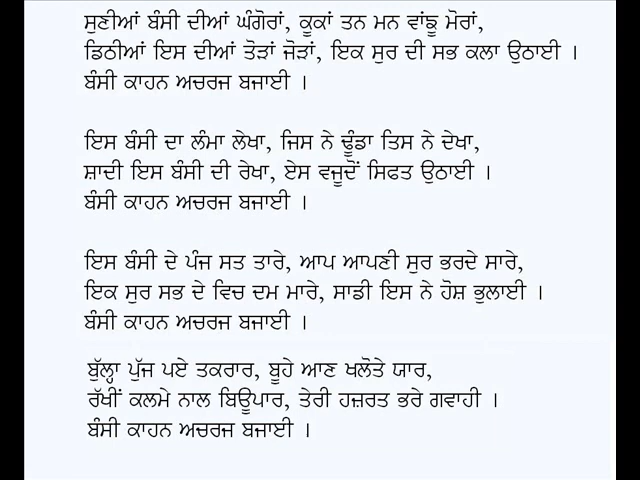 ਸੁਣੀਆਂ ਬੰਸੀ ਦੀਆਂ ਘੰਗੋਰਾਂ, ਕੂਕਾਂ ਤਨ ਮਨ ਵਾਂਙੂ ਮੋਰਾਂ,
ਡਿਠੀਆਂ ਇਸ ਦੀਆਂ ਤੋੜਾਂ ਜੋੜਾਂ, ਇਕ ਸੁਰ ਦੀ ਸਭ ਕਲਾ ਉਠਾਈ ।
ਬੰਸੀ ਕਾਹਨ ਅਚਰਜ ਬਜਾਈ ।
ਇਸ ਬੰਸੀ ਦਾ ਲੰਮਾ ਲੇਖਾ, ਜਿਸ ਨੇ ਢੂੰਡਾ ਤਿਸ ਨੇ ਦੇਖਾ,
ਸ਼ਾਦੀ ਇਸ ਬੰਸੀ ਦੀ ਰੇਖਾ, ਏਸ ਵਜੂਦੋਂ ਸਿਫਤ ਉਠਾਈ ।
ਬੰਸੀ ਕਾਹਨ ਅਚਰਜ ਬਜਾਈ ।
ਇਸ ਬੰਸੀ ਦੇ ਪੰਜ ਸਤ ਤਾਰੇ, ਆਪ ਆਪਣੀ ਸੁਰ ਭਰਦੇ ਸਾਰੇ,
ਇਕ ਸੁਰ ਸਭ ਦੇ ਵਿਚ ਦਮ ਮਾਰੇ, ਸਾਡੀ ਇਸ ਨੇ ਹੋਸ਼ ਭੁਲਾਈ ।
ਬੰਸੀ ਕਾਹਨ ਅਚਰਜ ਬਜਾਈ ।
ਬੁੱਲ੍ਹਾ ਪੁੱਜ ਪਏ ਤਕਰਾਰ, ਬੂਹੇ ਆਣ ਖਲੋਤੇ ਯਾਰ,
ਰੱਖੀਂ ਕਲਮੇ ਨਾਲ ਬਿਊਪਾਰ, ਤੇਰੀ ਹਜ਼ਰਤ ਭਰੇ ਗਵਾਹੀ ।
ਬੰਸੀ ਕਾਹਨ ਅਚਰਜ ਬਜਾਈ ।